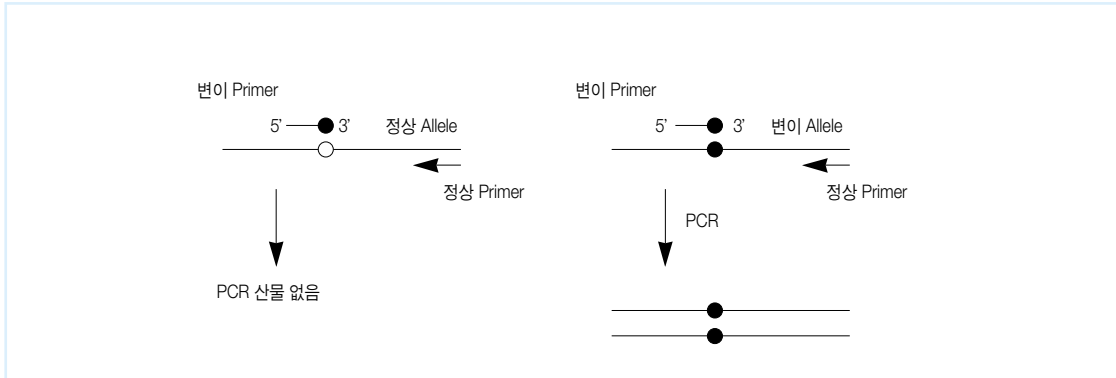 변이 Primer
5' 3' 정상 Allele
정상 Primer
PCR 산물 없음
변이 Primer
5' 3' 변이 Allele
정상 Primer
PCR